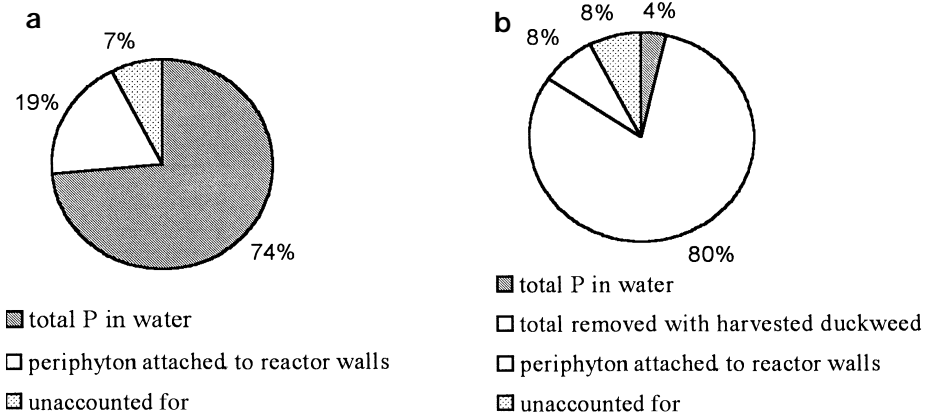 a
7%
19%
74%
total P in water
periphyton attached to reactor walls
unaccounted for
b
8%
4%
8%
80%
total P in water
total removed with harvested duckweed
periphyton attached to reactor walls
unaccounted for